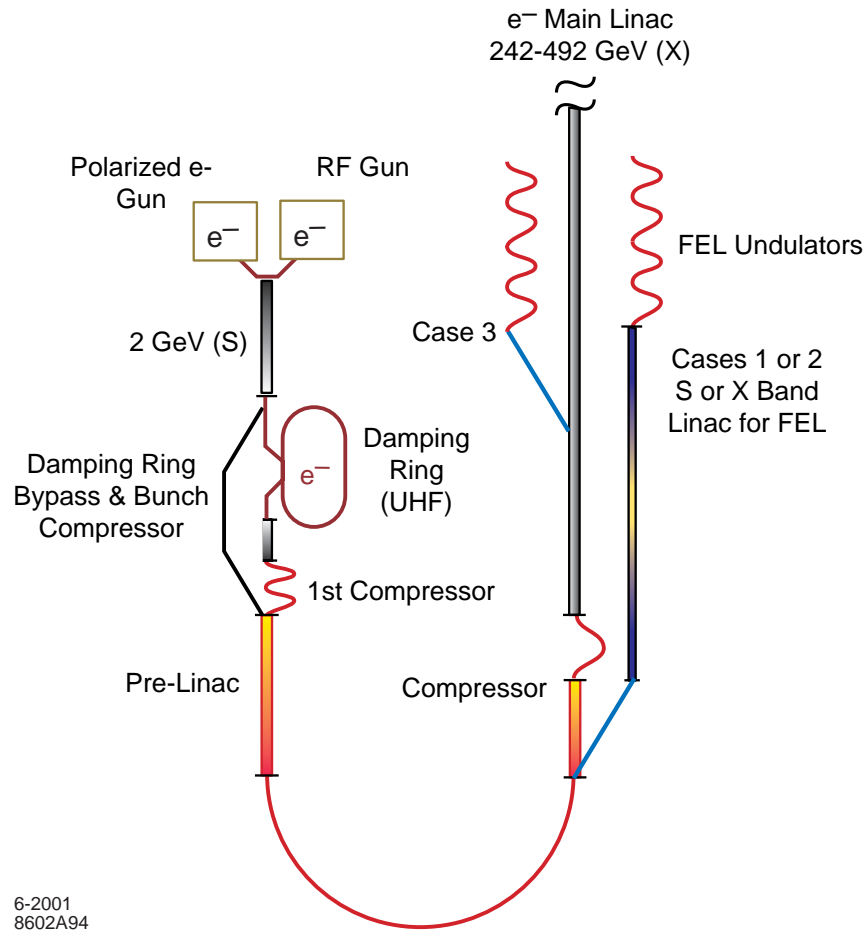 e– Main Linac
242-492 GeV (X)
Polarized e-
Gun
RF Gun
e–
e–
FEL Undulators
2 GeV (S)
Case 3
Cases 1 or 2
S or X Band
Linac for FEL
Damping Ring
Bypass & Bunch
Compressor
e–
Damping
Ring
(UHF)
1st Compressor
Pre-Linac
Compressor
6-2001
8602A94